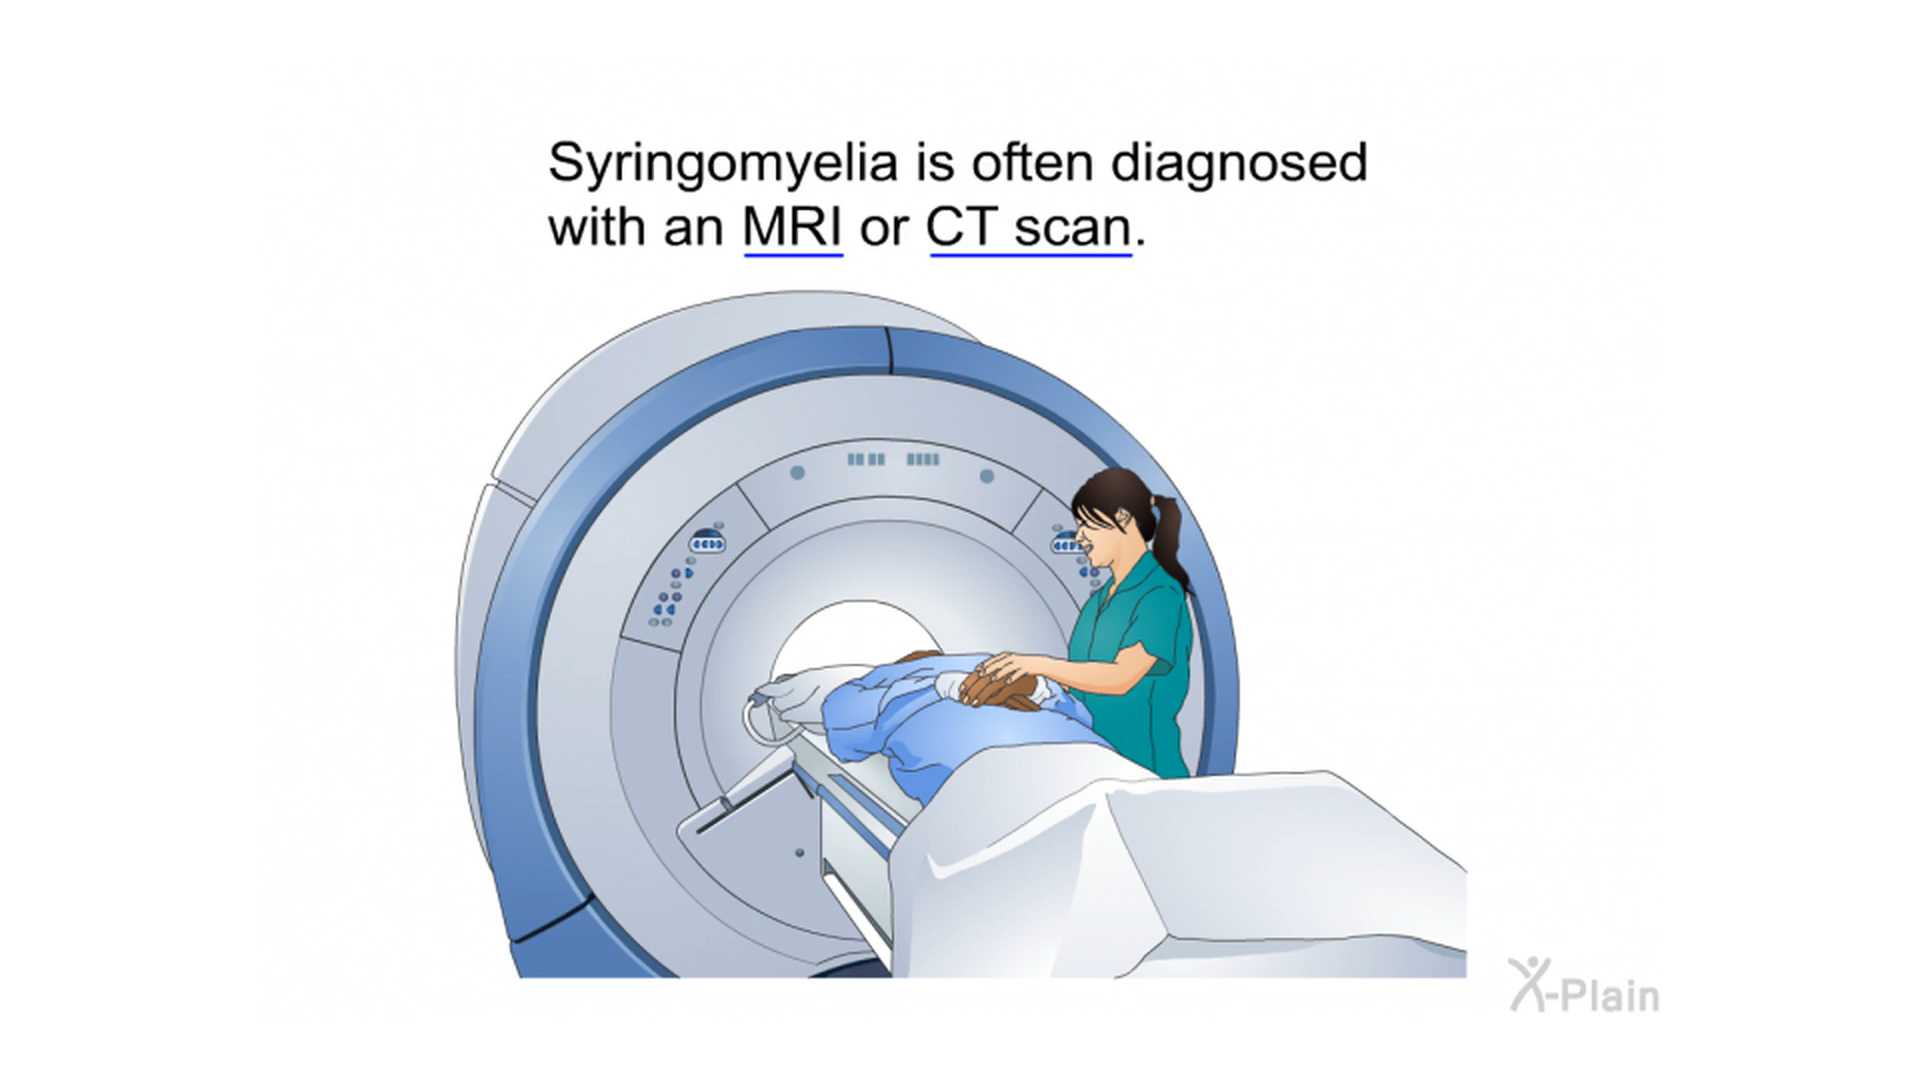 Syringomyelia is often diagnosed
with an MRI or CT scan.
X-Plain